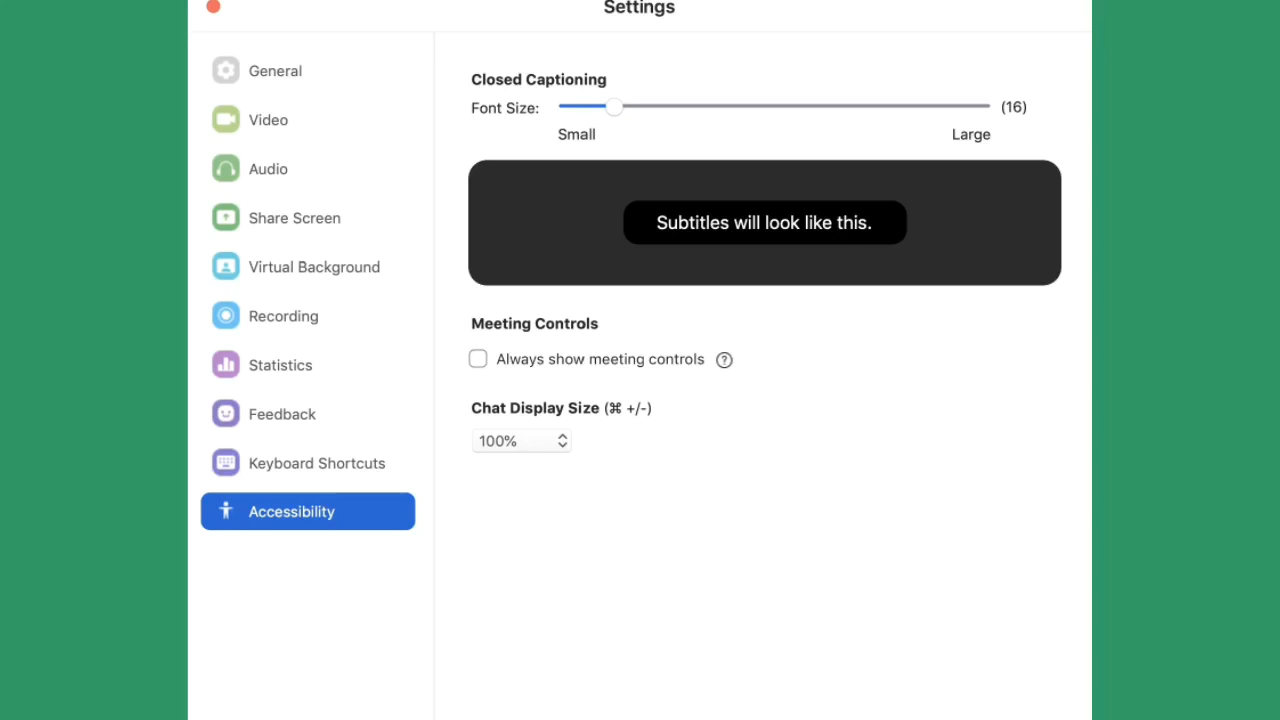 Settings
General
Video
Audio
Share Screen
Virtual Background
Recording
Statistics
Feedback
Keyboard Shortcuts
Accessibility
Closed Captioning
Font Size: (16)
Small Large
Subtitles will look like this.
Meeting Controls
Always show meeting controls ?
Chat Display Size (⌘ +/-)
100%